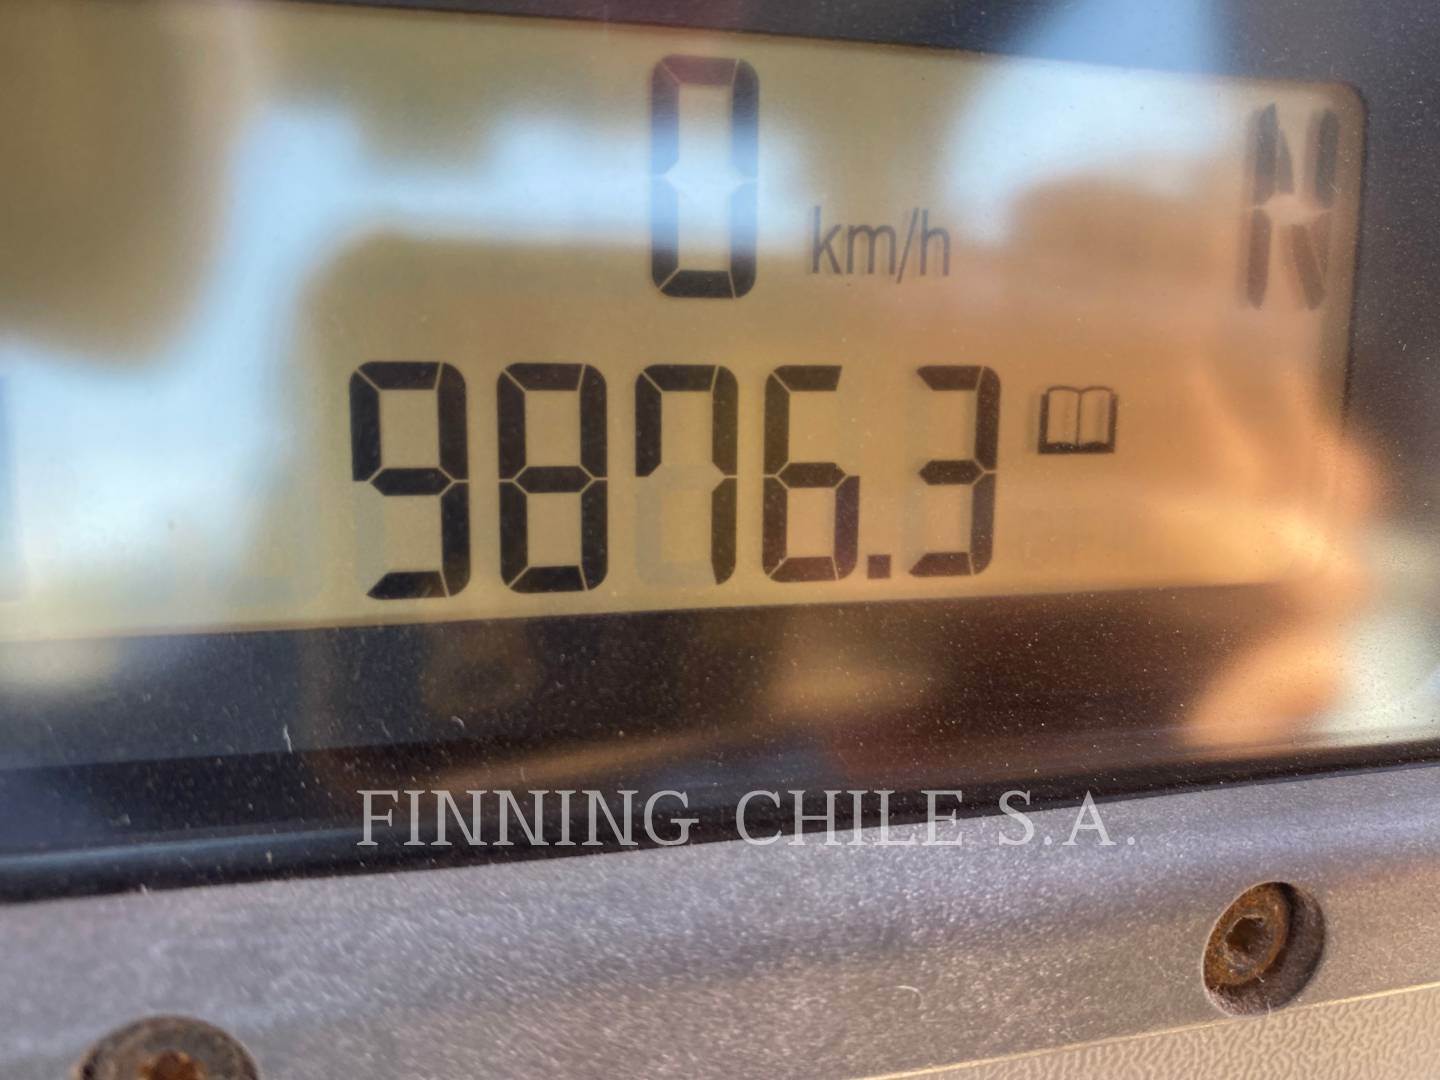 0 km/h N
9876.3
FINNING CHILE S.A.